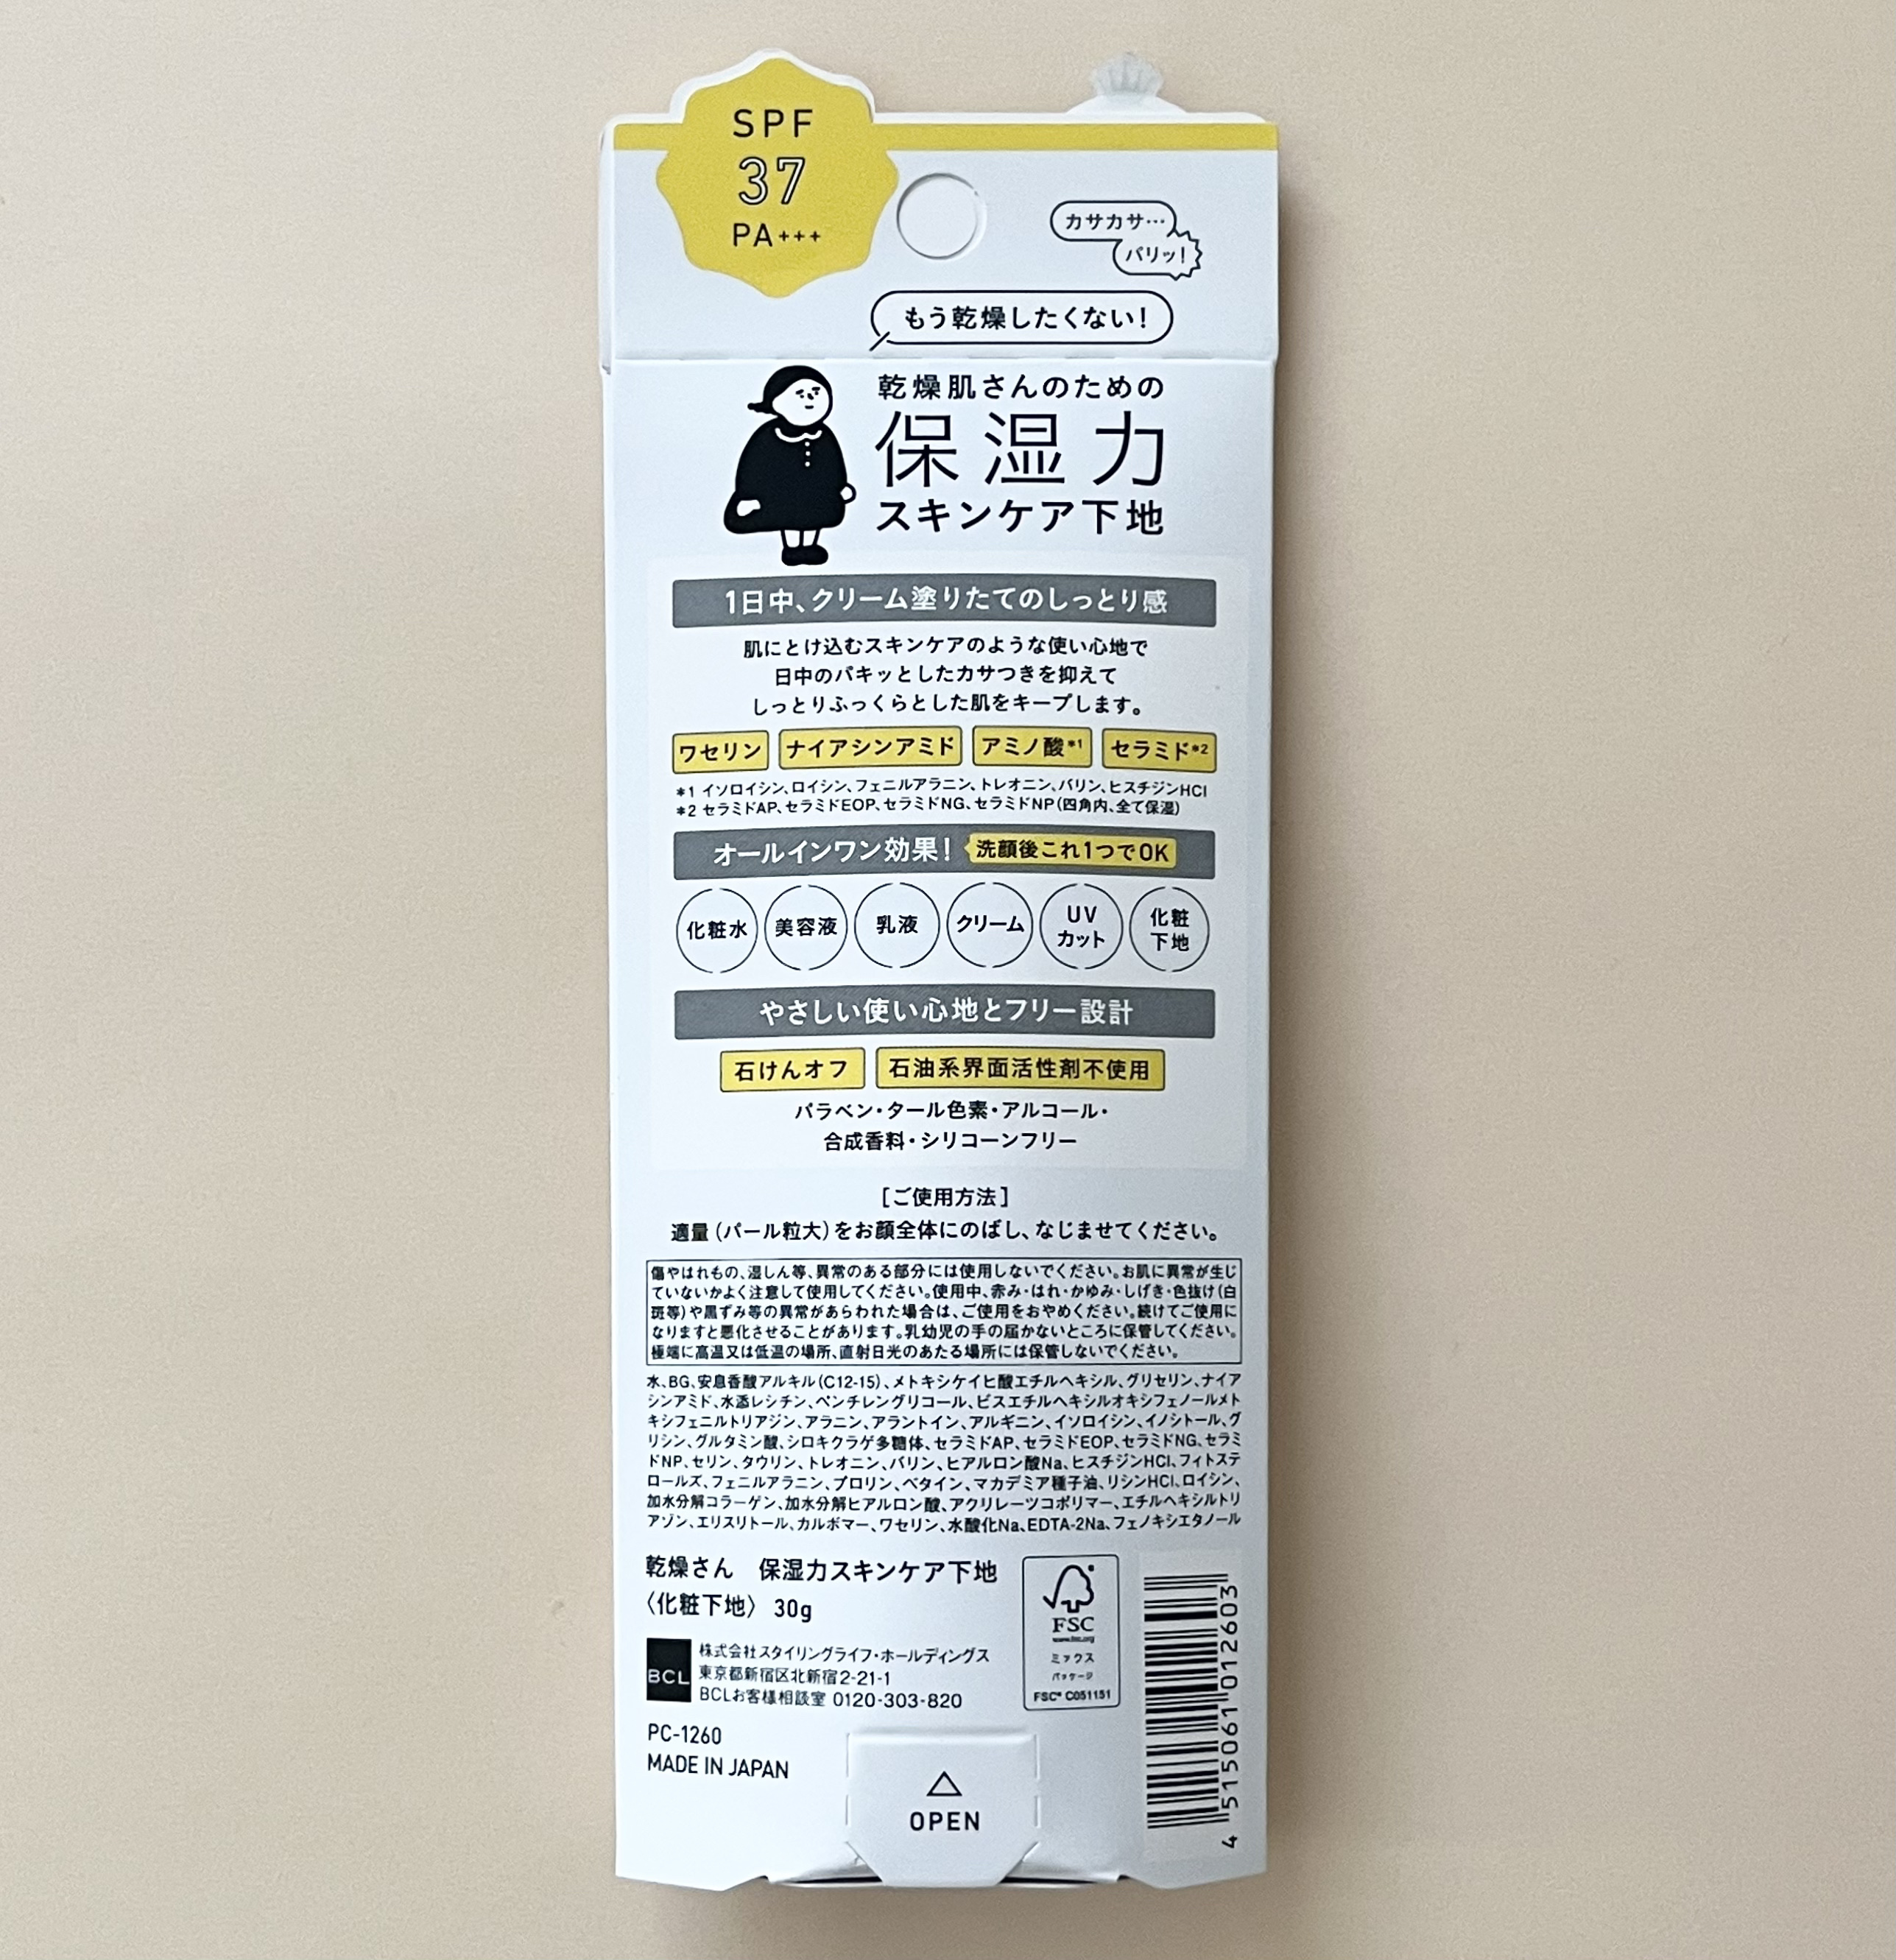 SPF
37
PA+++
カサカサ…
パリッ!
もう乾燥したくない!
乾燥肌さんのための
保湿力
スキンケア下地
1日中、クリーム塗りたてのしっとり感
肌にとけ込むスキンケアのような使い心地で
日中のパキッとしたカサつきを抑えて
しっとりふっくらとした肌をキープします。
ワセリン ナイアシンアミド アミノ酸*1 セラミド*2
*1 イソロイシン、ロイシン、フェニルアラニン、トレオニン、バリン、ヒスチジンHCl
*2 セラミドAP、セラミドEOP、セラミドNG、セラミドNP(四角内、全て保湿)
オールインワン効果! 洗顔後これ1つでOK
化粧水 美容液 乳液 クリーム UVカット 化粧下地
やさしい使い心地とフリー設計
石けんオフ 石油系界面活性剤不使用
パラベン・タール色素・アルコール・
合成香料・シリコーンフリー
[ご使用方法]
適量(パール粒大)をお顔全体にのばし、なじませてください。
傷やはれもの、湿しん等、異常のある部分には使用しないでください。お肌に異常が生じ
ていないかよく注意して使用してください。使用中、赤み・はれ・かゆみ・しげき・色抜け(白
斑等)や黒ずみ等の異常があらわれた場合は、ご使用をおやめください。続けてご使用に
なりますと悪化させることがあります。乳幼児の手の届かないところに保管してください。
極端に高温又は低温の場所、直射日光のあたる場所には保管しないでください。
水、BG、安息香酸アルキル(C12-15)、メトキシケイヒ酸エチルヘキシル、グリセリン、ナイア
シンアミド、水添レシチン、ペンチレングリコール、ビスエチルヘキシルオキシフェノールメト
キシフェニルトリアジン、アラニン、アラントイン、アルギニン、イソロイシン、イノシトール、グ
リシン、グルタミン酸、シロキクラゲ多糖体、セラミドAP、セラミドEOP、セラミドNG、セラミ
ドNP、セリン、タウリン、トレオニン、バリン、ヒアルロン酸Na、ヒスチジンHCl、フィトステ
ロールズ、フェニルアラニン、プロリン、ベタイン、マカデミア種子油、リシンHCl、ロイシン、
加水分解コラーゲン、加水分解ヒアルロン酸、アクリレーツコポリマー、エチルヘキシルトリ
アゾン、エリスリトール、カルボマー、ワセリン、水酸化Na、EDTA-2Na、フェノキシエタノール
乾燥さん 保湿力スキンケア下地
〈化粧下地〉 30g
BCL
株式会社スタイリングライフ・ホールディングス
東京都新宿区北新宿2-21-1
BCLお客様相談室 0120-303-820
FSC
www.fsc.org
ミックス
パッケージ
FSC® C051151
PC-1260
MADE IN JAPAN
OPEN
4 515061 012603